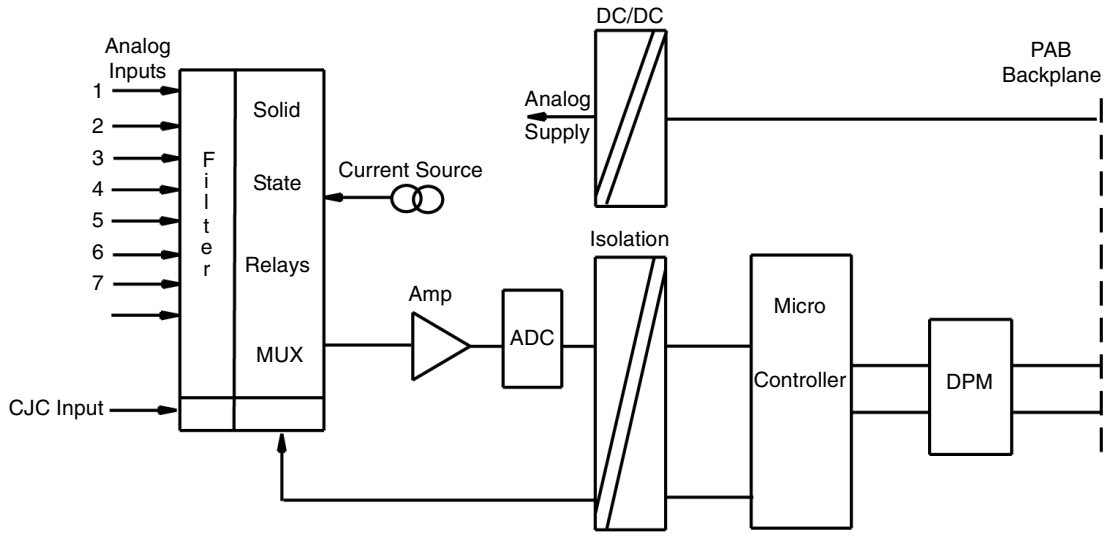 DC/DC
Analog
Inputs
PAB
Backplane
1
2
3
4
5
6
7
Filter
Solid
State
Relays
MUX
Current Source
Analog
Supply
Isolation
Amp
ADC
Micro
Controller
DPM
CJC Input